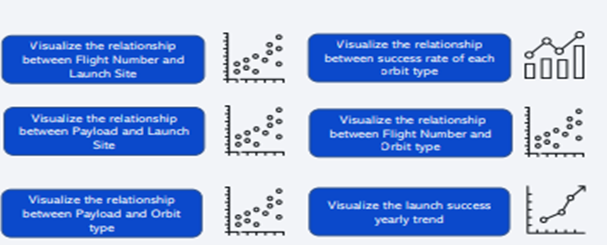 Visualize the relationship
between Flight Number and
Launch Site
Visualize the relationship
between success rate of each
orbit type
Visualize the relationship
between Payload and Launch
Site
Visualize the relationship
between Flight Number and
Orbit type
Visualize the relationship
between Payload and Orbit
type
Visualize the launch success
yearly trend